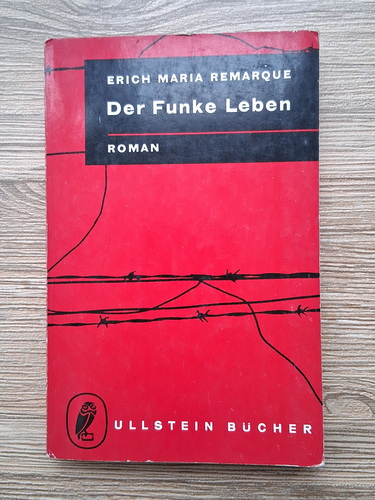 ERICH MARIA REMARQUE
Der Funke Leben
ROMAN
ULLSTEIN BÜCHER